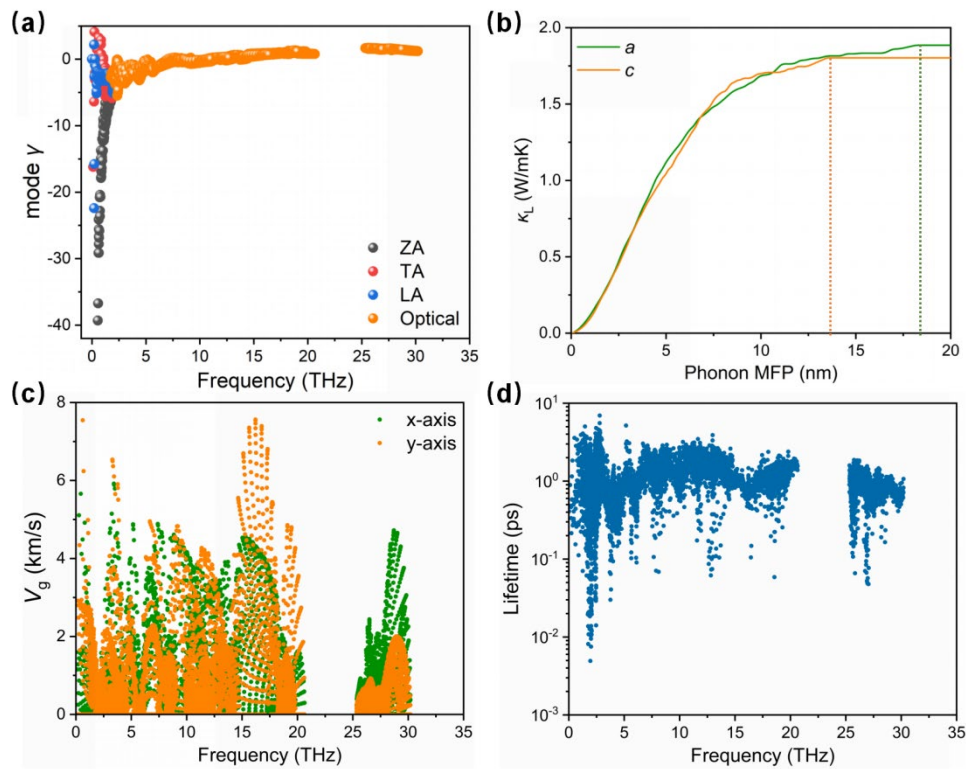 (a)
mode γ
0
-10
-20
-30
-40
ZA
TA
LA
Optical
0 5 10 15 20 25 30 35
Frequency (THz)
(b)
κL (W/mK)
2.0
1.5
1.0
0.5
0.0
a
c
0 5 10 15 20
Phonon MFP (nm)
(c)
Vg (km/s)
8
6
4
2
0
x-axis
y-axis
0 5 10 15 20 25 30 35
Frequency (THz)
(d)
Lifetime (ps)
10¹
10⁰
10⁻¹
10⁻²
10⁻³
0 5 10 15 20 25 30 35
Frequency (THz)